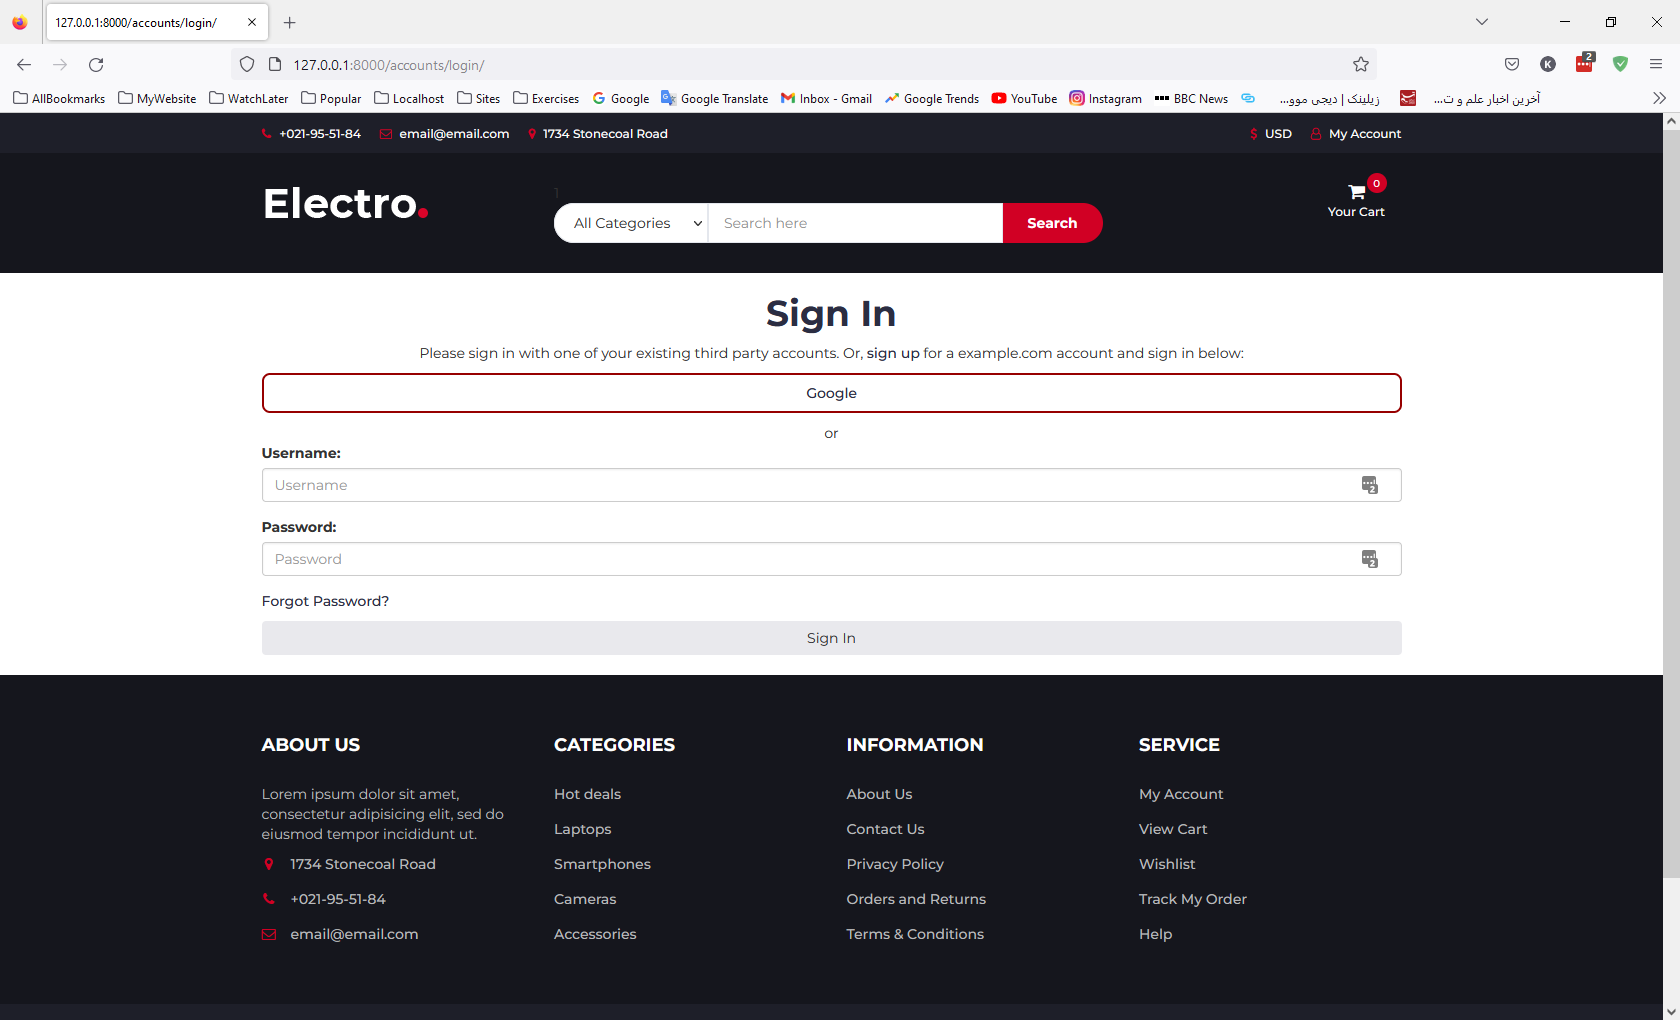 127.0.0.1:8000/accounts/login/
127.0.0.1:8000/accounts/login/
K
2
AllBookmarks MyWebsite WatchLater Popular Localhost Sites Exercises Google Google Translate Inbox - Gmail Google Trends YouTube Instagram BBC News زیلینک | دیجی موو... آخرین اخبار علم و ت...
+021-95-51-84 email@email.com 1734 Stonecoal Road $ USD My Account
1
Electro.
All Categories Search here Search
0
Your Cart
Sign In
Please sign in with one of your existing third party accounts. Or, sign up for a example.com account and sign in below:
Google
or
Username:
Username
2
Password:
Password
2
Forgot Password?
Sign In
ABOUT US
Lorem ipsum dolor sit amet,
consectetur adipisicing elit, sed do
eiusmod tempor incididunt ut.
1734 Stonecoal Road
+021-95-51-84
email@email.com
CATEGORIES
Hot deals
Laptops
Smartphones
Cameras
Accessories
INFORMATION
About Us
Contact Us
Privacy Policy
Orders and Returns
Terms & Conditions
SERVICE
My Account
View Cart
Wishlist
Track My Order
Help